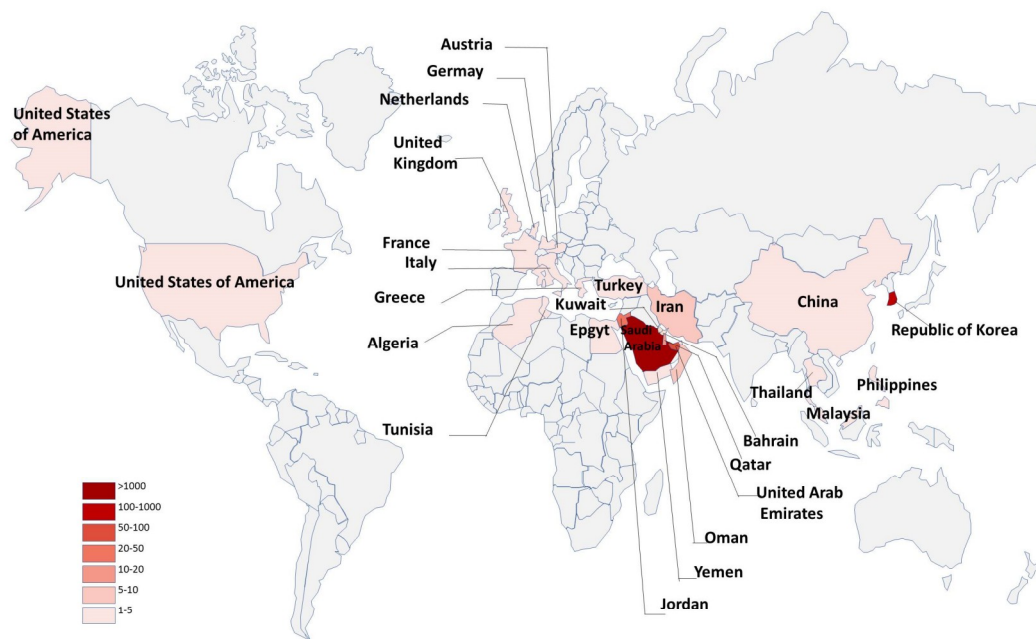 Austria
Germay
Netherlands
United
Kingdom
United States
of America
United States of America
France
Italy
Greece
Algeria
Tunisia
Turkey
Kuwait
Iran
Epgyt
Saudi
Arabia
China
Republic of Korea
Thailand
Philippines
Malaysia
Bahrain
Qatar
United Arab
Emirates
Oman
Yemen
Jordan
>1000
100-1000
50-100
20-50
10-20
5-10
1-5